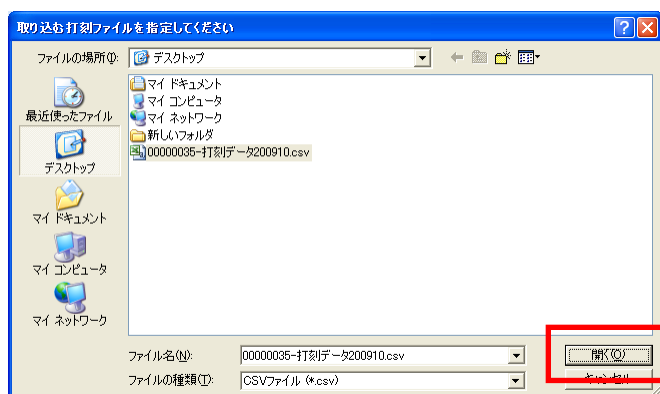 取り込む打刻ファイルを指定してください
ファイルの場所(I):
デスクトップ
最近使ったファイル
デスクトップ
マイ ドキュメント
マイ コンピュータ
マイ ネットワーク
マイ ドキュメント
マイ コンピュータ
マイ ネットワーク
新しいフォルダ
00000035-打刻データ200910.csv
ファイル名(N):
00000035-打刻データ200910.csv
開く(O)
ファイルの種類(T):
CSVファイル (*.csv)
キャンセル